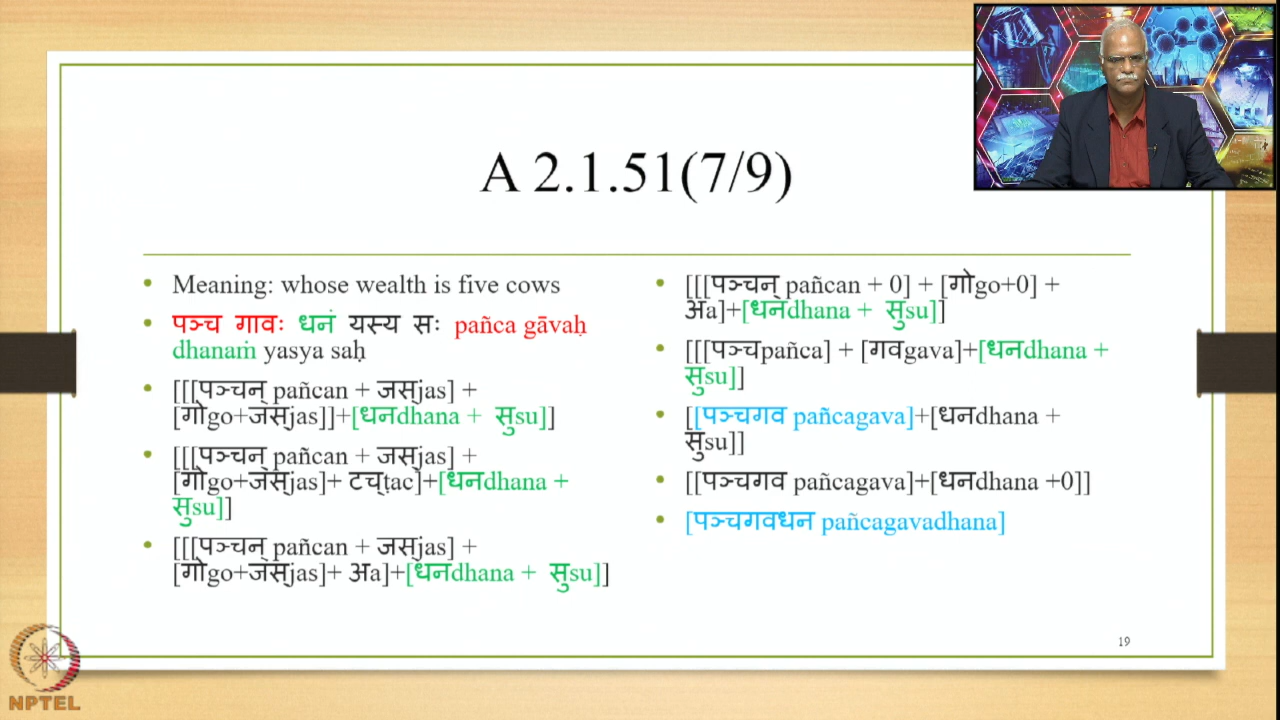 A 2.1.51(7/9)
Meaning: whose wealth is five cows
पञ्च गावः धनं यस्य सः pañca gāvaḥ
dhanaṁ yasya saḥ
[[[पञ्चन् pañcan + जस्jas] +
[गोgo+जस्jas]]+[धनdhana + सुsu]]
[[[पञ्चन् pañcan + जस्jas] +
[गोgo+जस्jas]+ टच्ṭac]+[धनdhana +
सुsu]]
[[[पञ्चन् pañcan + जस्jas] +
[गोgo+जस्jas]+ अa]+[धनdhana + सुsu]]
[[[पञ्चन् pañcan + 0] + [गोgo+0] +
अa]+[धनdhana + सुsu]]
[[[पञ्चpañca] + [गवgava]+[धनdhana +
सुsu]]
[[पञ्चगव pañcagava]+[धनdhana +
सुsu]]
[[पञ्चगव pañcagava]+[धनdhana +0]]
[पञ्चगवधन pañcagavadhana]
19
NPTEL